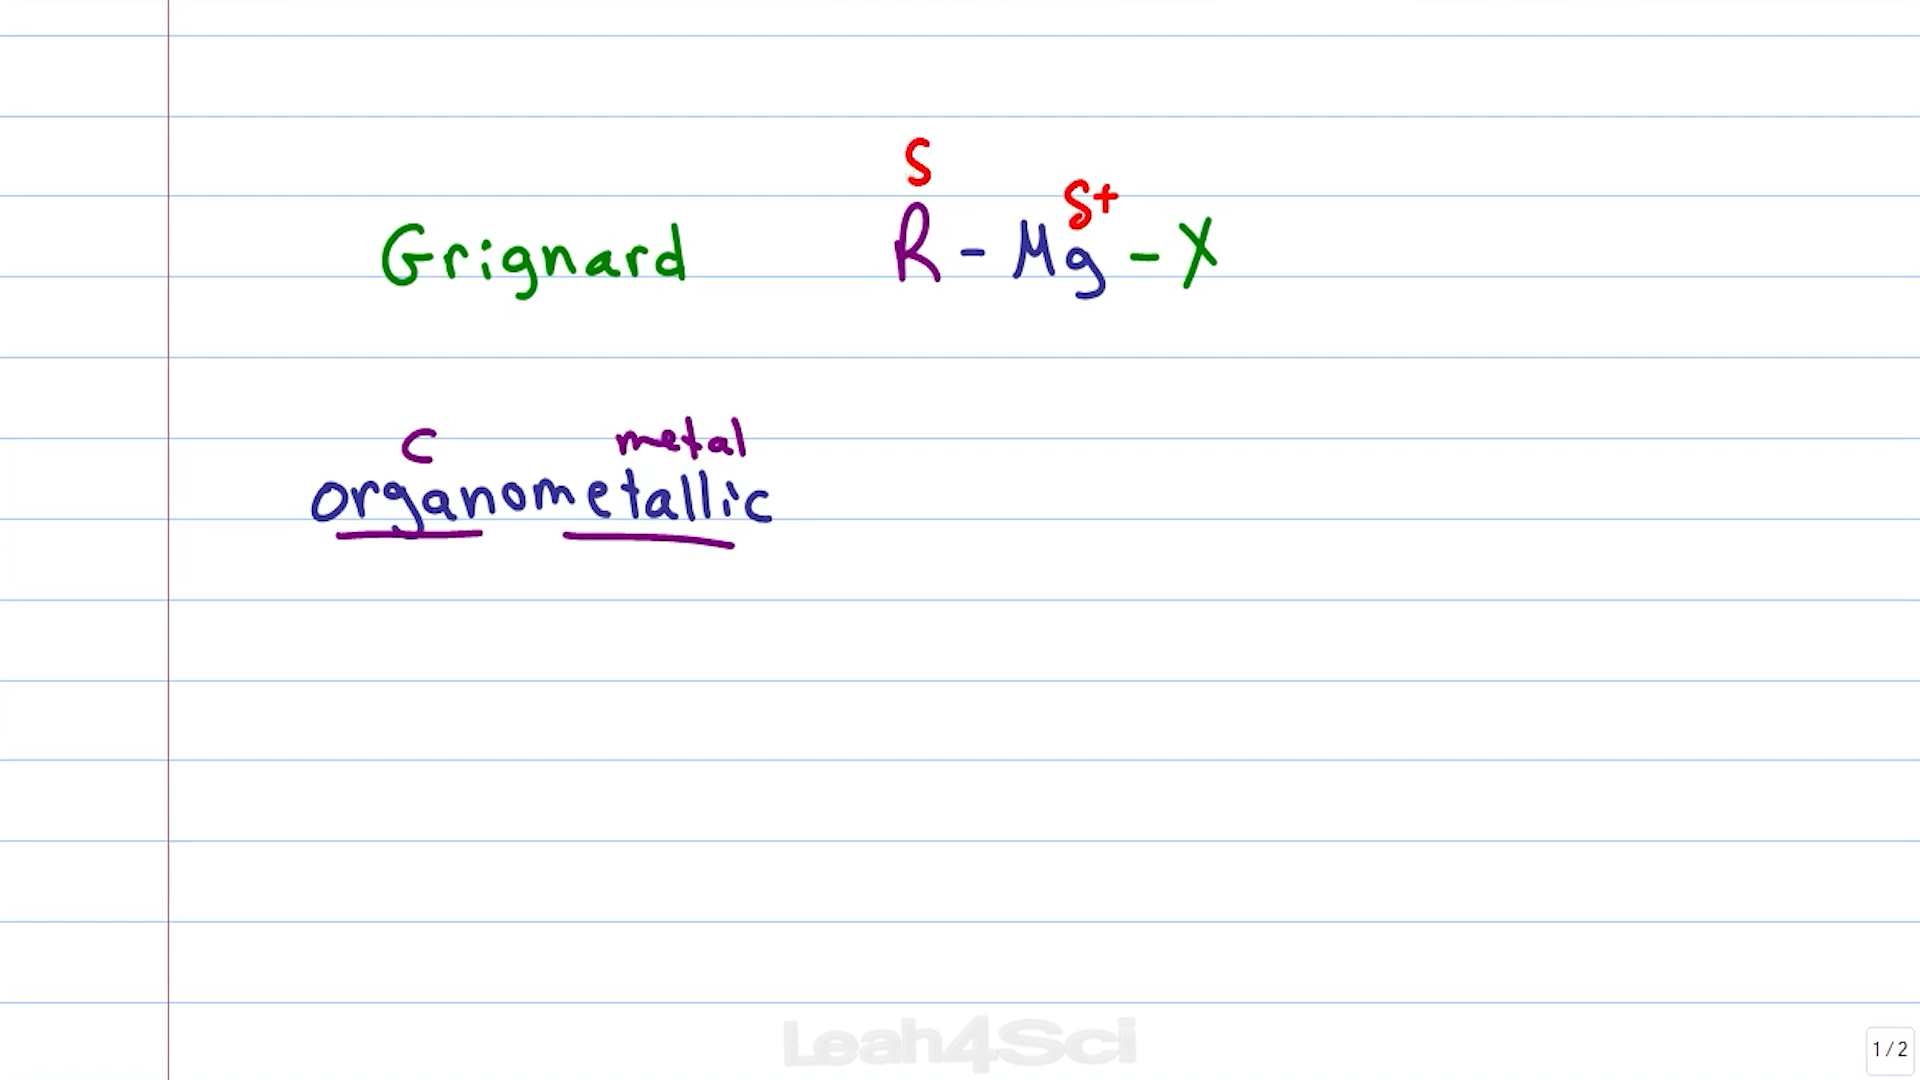 δ
δ+
Grignard R - Mg - X
C metal
organometallic
Leah4Sci
1/2